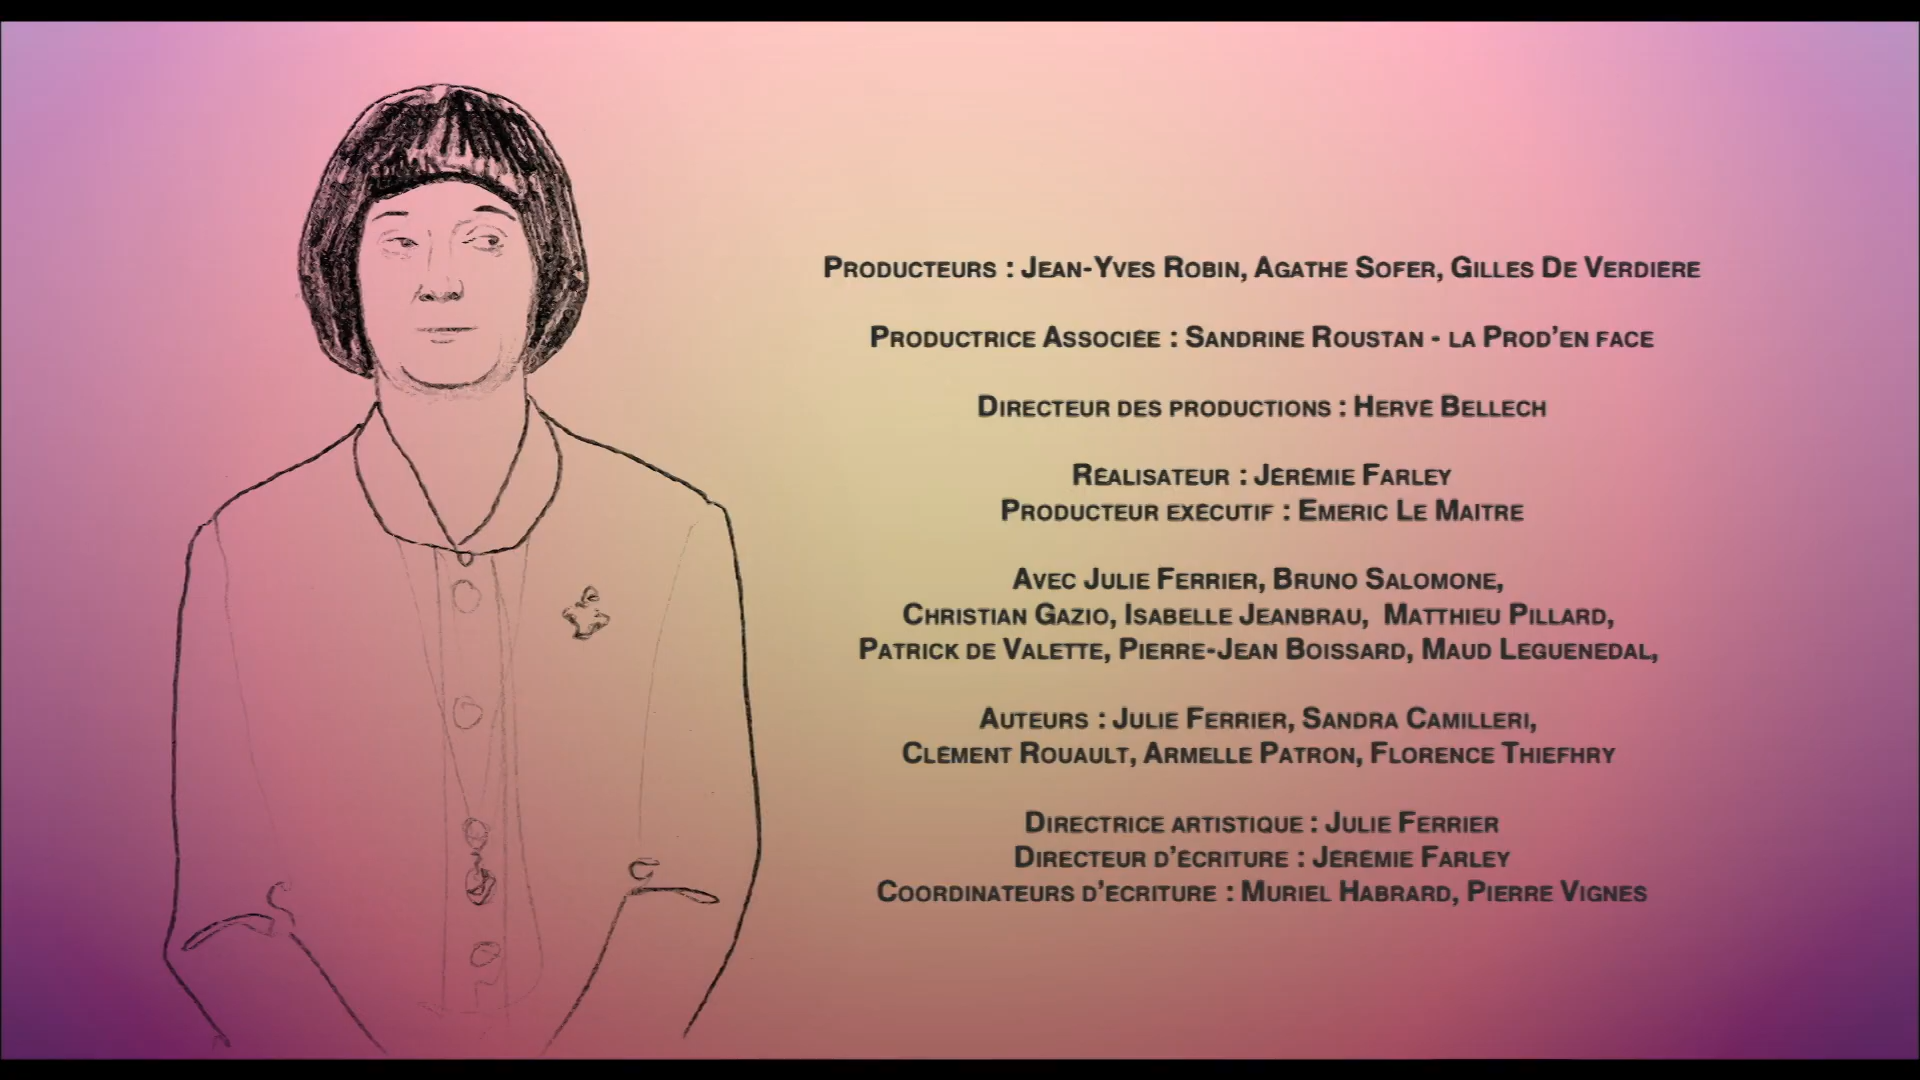 Producteurs : Jean-Yves Robin, Agathe Sofer, Gilles De Verdiere
Productrice Associée : Sandrine Roustan - la Prod'en face
Directeur des productions : Hervé Bellech
Réalisateur : Jérémie Farley
Producteur exécutif : Emeric Le Maitre
Avec Julie Ferrier, Bruno Salomone,
Christian Gazio, Isabelle Jeanbrau, Matthieu Pillard,
Patrick de Valette, Pierre-Jean Boissard, Maud Leguenedal,
Auteurs : Julie Ferrier, Sandra Camilleri,
Clément Rouault, Armelle Patron, Florence Thiefhry
Directrice artistique : Julie Ferrier
Directeur d'écriture : Jérémie Farley
Coordinateurs d'écriture : Muriel Habrard, Pierre Vignes